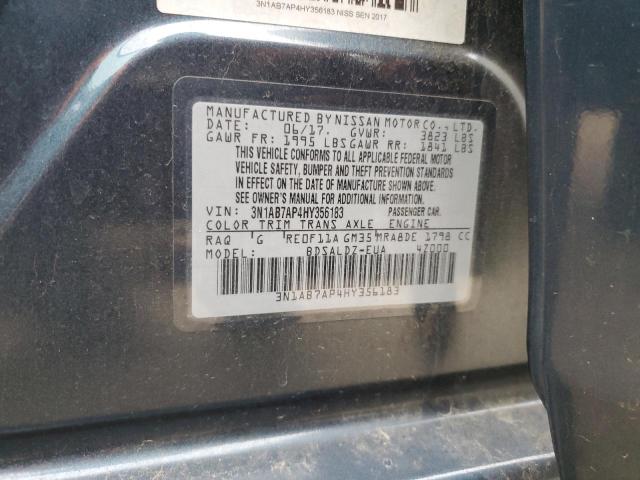 3N1AB7AP4HY356183 NISS SEN 2017
MANUFACTURED BY NISSAN MOTOR CO., LTD.
DATE: 06/17. GVWR: 3823 LBS
GAWR FR: 1995 LBS GAWR RR: 1841 LBS
THIS VEHICLE CONFORMS TO ALL APPLICABLE FEDERAL MOTOR
VEHICLE SAFETY, BUMPER AND THEFT PREVENTION STANDARDS
IN EFFECT ON THE DATE OF MANUFACTURE SHOWN ABOVE.
SEE OWNER'S MANUAL FOR ADDITIONAL INFORMATION.
VIN: 3N1AB7AP4HY356183 PASSENGER CAR.
COLOR TRIM TRANS AXLE ENGINE
RAQ G RE0F11A GM35 MRA8DE 1798 CC
MODEL: BDSALDZ-EUA 47000
3N1AB7AP4HY356183